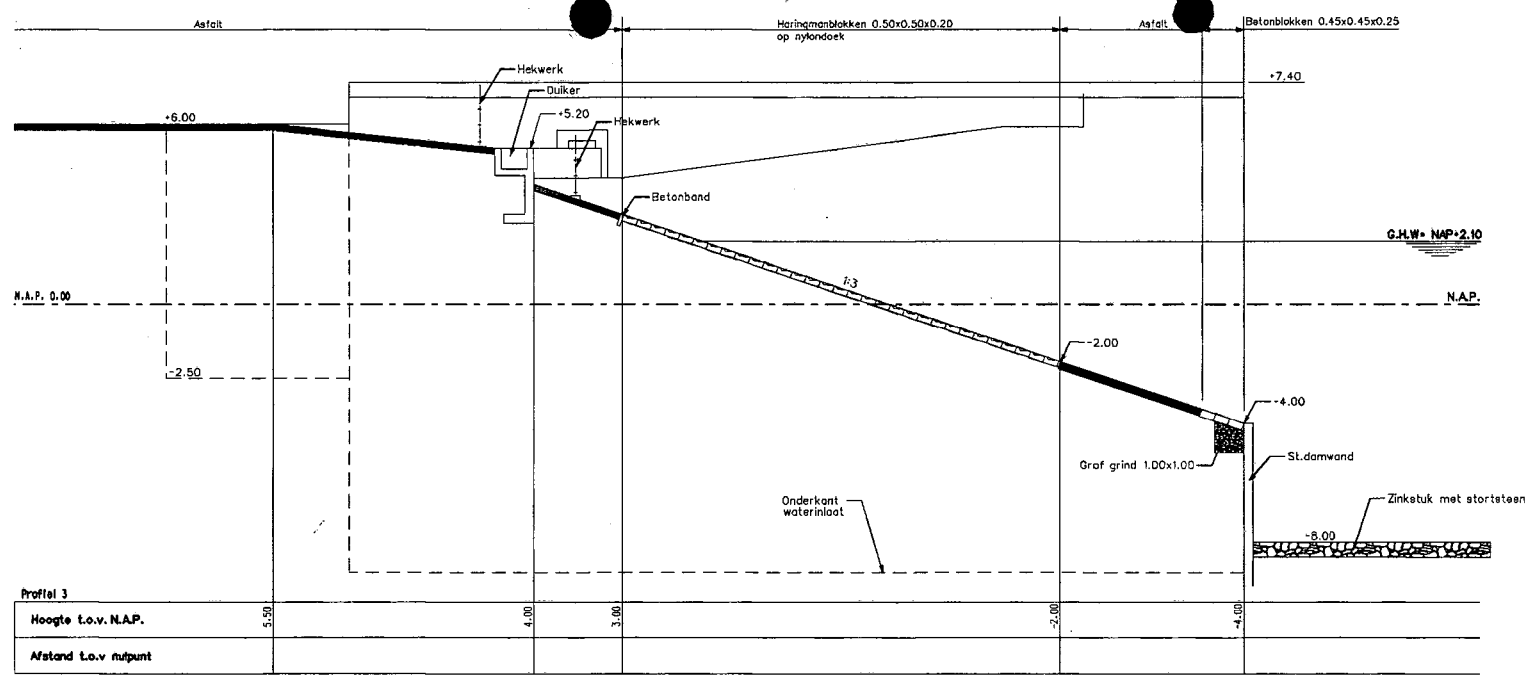 Asfalt
Haringmanblokken 0.50x0.50x0.20
op nylondoek
Asfalt
Betonblokken 0.45x0.45x0.25
+7.40
Hekwerk
Duiker
+6.00
+5.20
Hekwerk
Betonband
G.H.W= NAP+2.10
1:3
N.A.P. 0.00
N.A.P.
-2.00
-2.50
-4.00
Grof grind 1.00x1.00
St.damwand
Onderkant
waterinlaat
Zinkstuk met stortsteen
-8.00
Profiel 3
Hoogte t.o.v. N.A.P.
5.50
4.00
3.00
-2.00
-4.00
Afstand t.o.v nulpunt